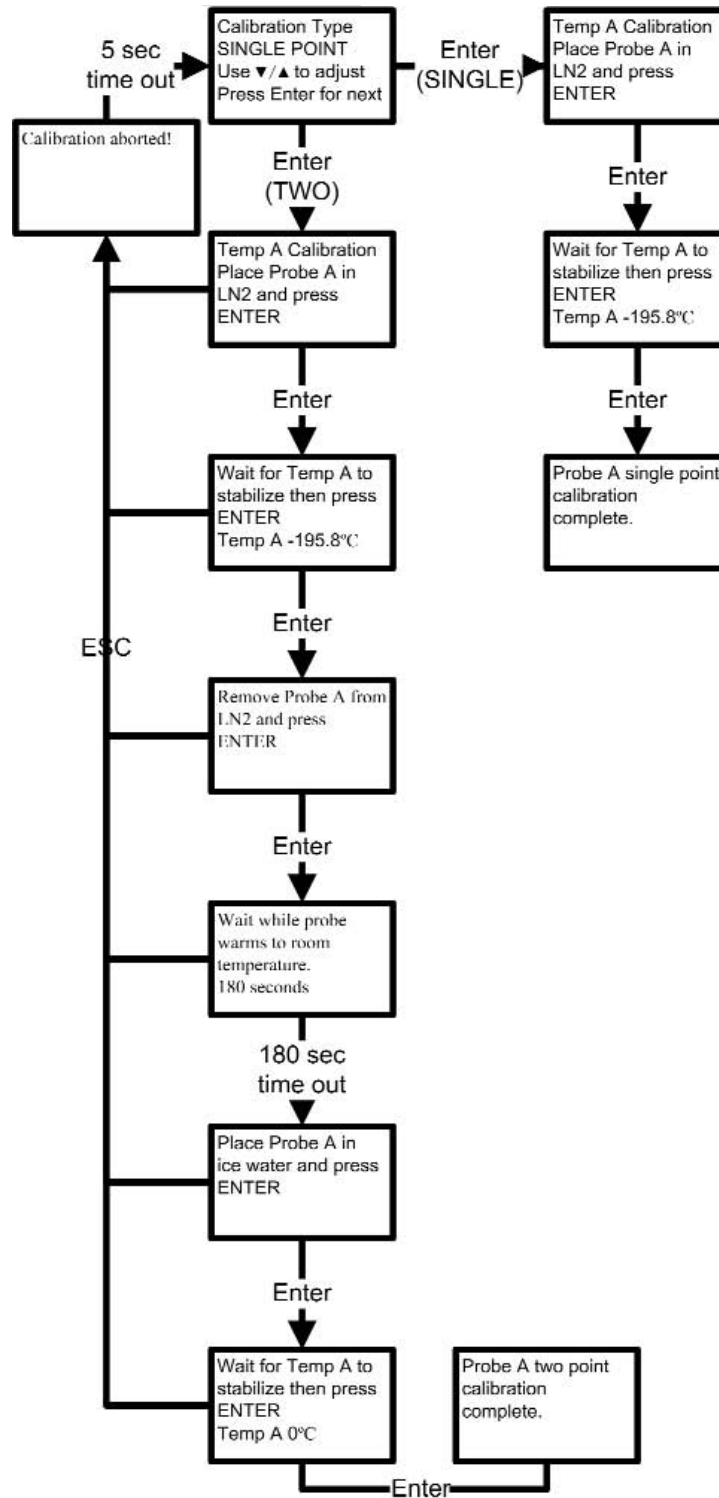 5 sec
time out
Calibration Type
SINGLE POINT
Use ▼/▲ to adjust
Press Enter for next
Enter
(SINGLE)
Temp A Calibration
Place Probe A in
LN2 and press
ENTER
Calibration aborted!
Enter
(TWO)
Enter
Temp A Calibration
Place Probe A in
LN2 and press
ENTER
Wait for Temp A to
stabilize then press
ENTER
Temp A -195.8ºC
Enter
Enter
Wait for Temp A to
stabilize then press
ENTER
Temp A -195.8ºC
Probe A single point
calibration
complete.
Enter
ESC
Remove Probe A from
LN2 and press
ENTER
Enter
Wait while probe
warms to room
temperature.
180 seconds
180 sec
time out
Place Probe A in
ice water and press
ENTER
Enter
Wait for Temp A to
stabilize then press
ENTER
Temp A 0ºC
Probe A two point
calibration
complete.
Enter